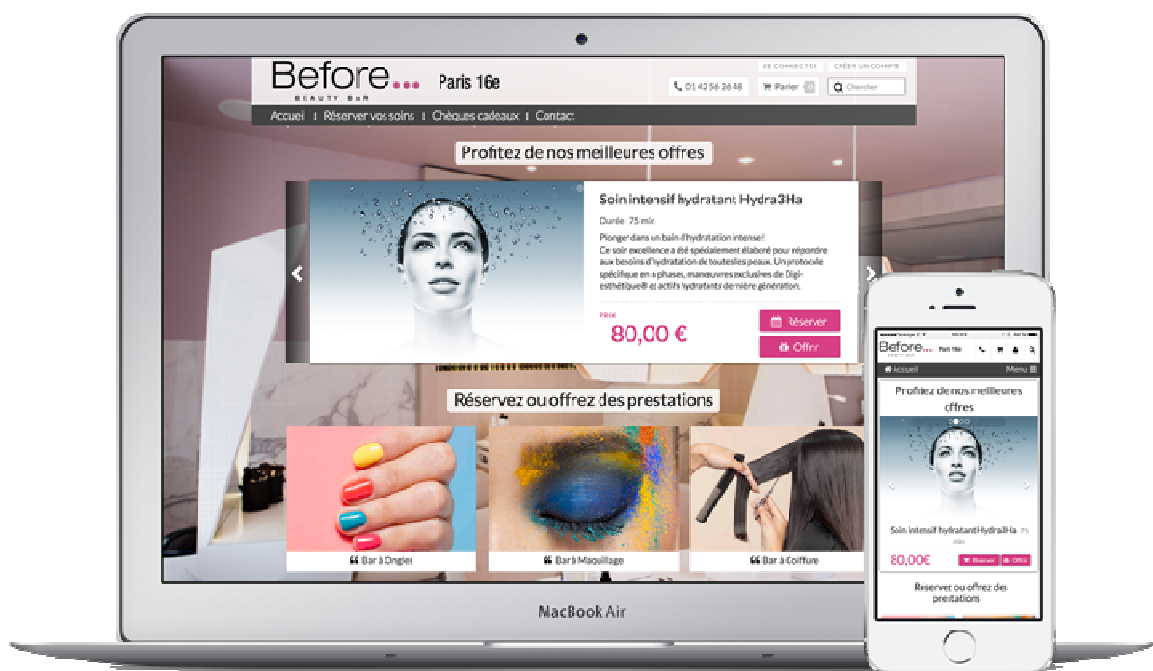 Before...
BEAUTY BAR
Paris 16e
SE CONNECTER
CRÉER UN COMPTE
01 42 56 26 48
Panier
Chercher
Accueil | Réserver vos soins | Chèques cadeaux | Contact
Profitez de nos meilleures offres
Soin intensif hydratant Hydra3Ha
Durée 75 min
Plonger dans un bain d'hydratation intense!
Ce soin excellence a été spécialement élaboré pour répondre
aux besoins d'hydratation de toutes les peaux. Un protocole
spécifique en 6 phases, manœuvres exclusives de Digi-
esthétique® et actifs hydratants dernière génération.
PRIX
80,00 €
Réserver
Offrir
Réservez ou offrez des prestations
Bar à Ongles
Bar à Maquillage
Bar à Coiffure
MacBook Air
Before...
Paris 16e
Accueil
Menu
Profitez de nos meilleures
offres
Soin intensif hydratant Hydra3Ha 75
min
80,00€
Réserver
Offrir
Réservez ou offrez des
prestations